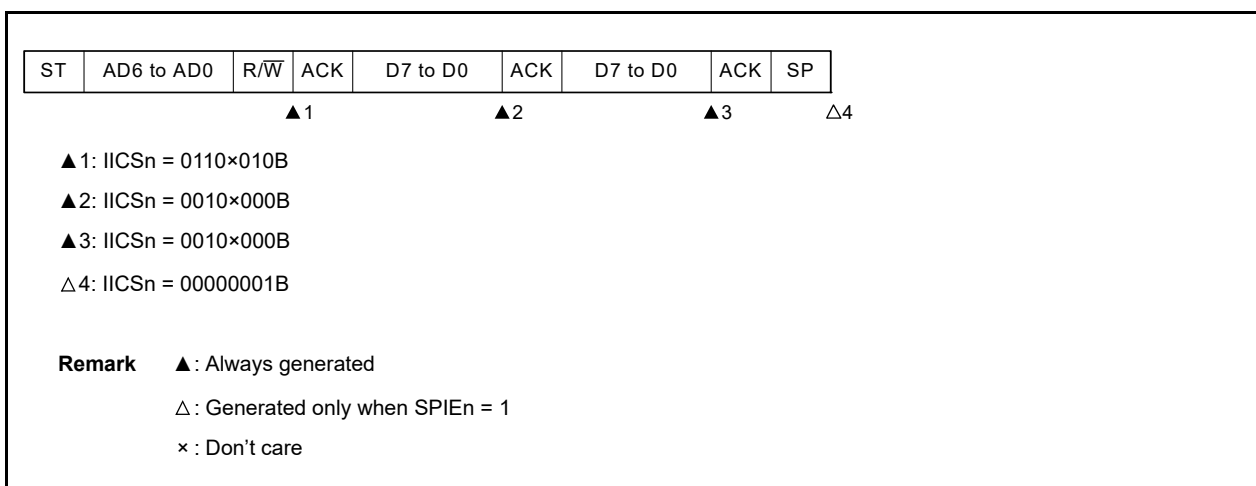 ST AD6 to AD0 R/W̅ ACK D7 to D0 ACK D7 to D0 ACK SP
▲1 ▲2 ▲3 △4
▲1: IICSn = 0110×010B
▲2: IICSn = 0010×000B
▲3: IICSn = 0010×000B
△4: IICSn = 00000001B
Remark ▲: Always generated
△: Generated only when SPIEn = 1
× : Don’t care